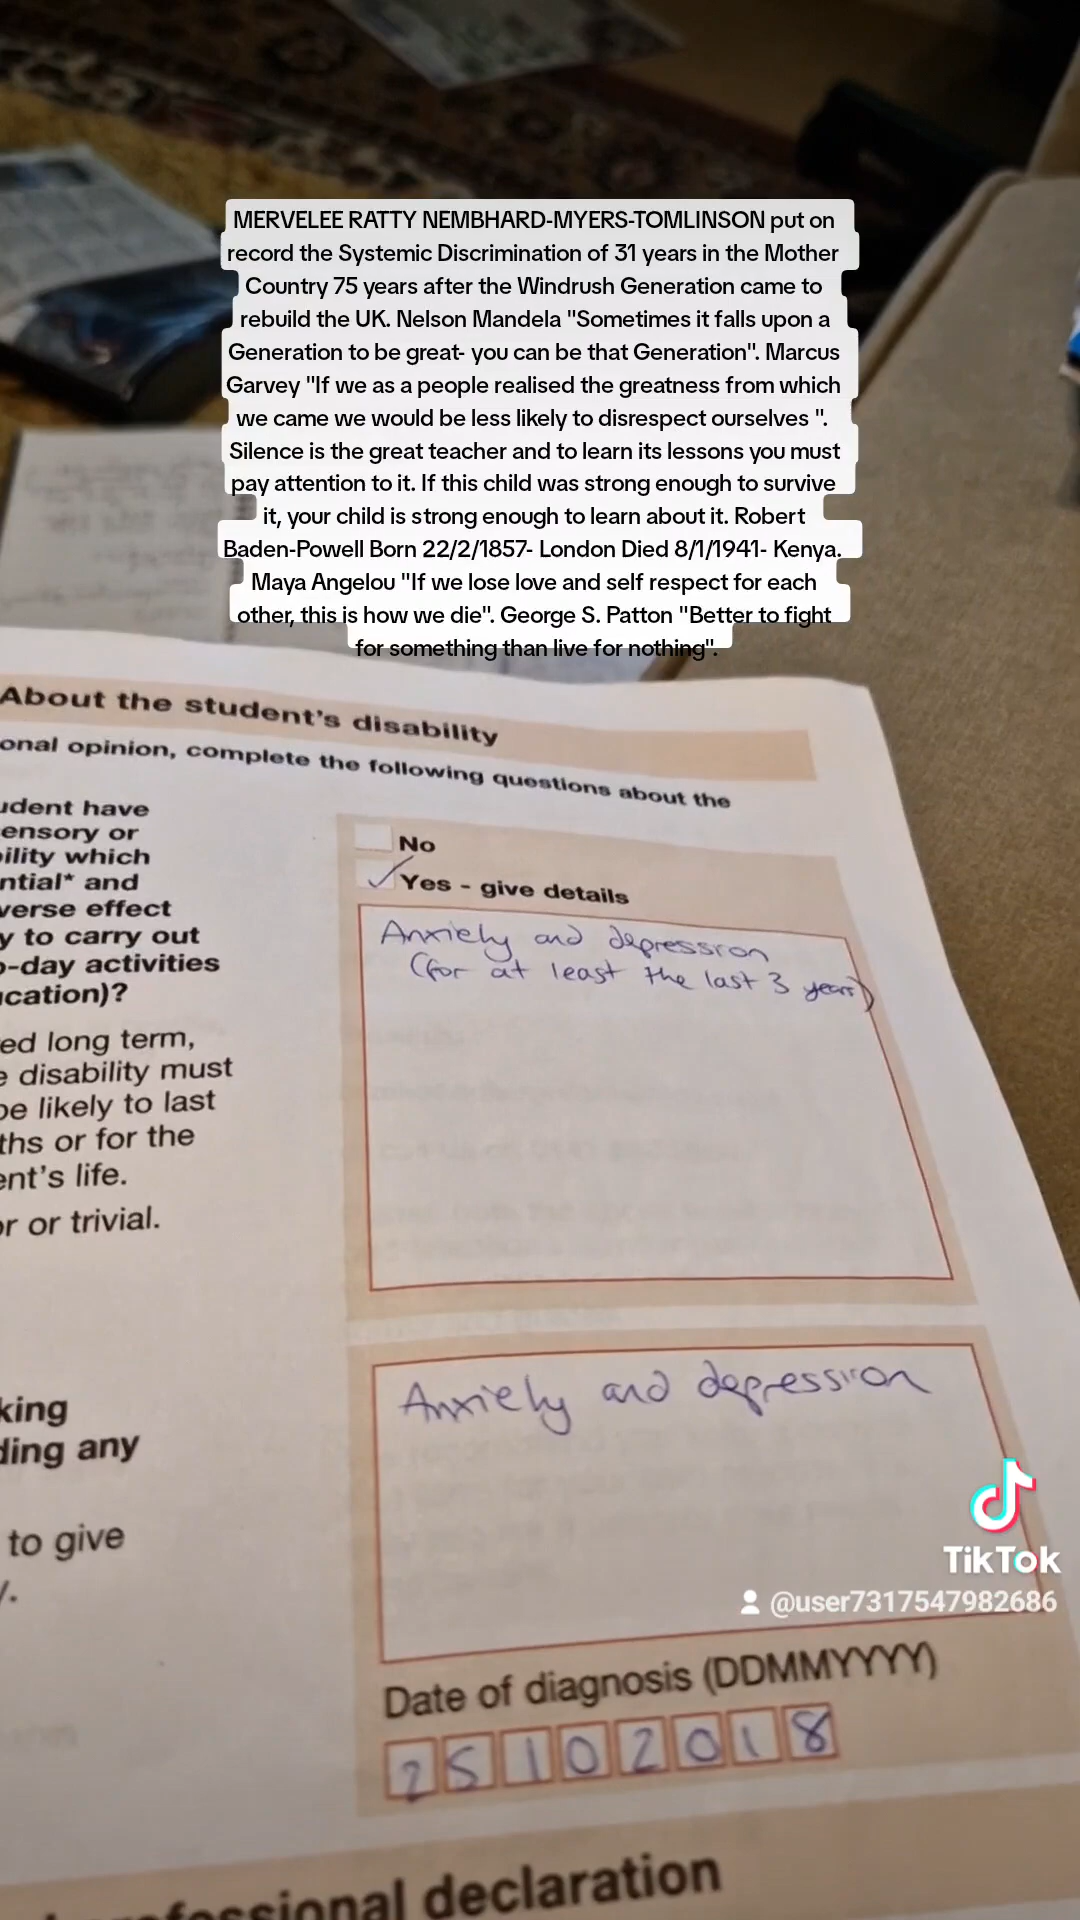 MERVELEE RATTY NEMBHARD-MYERS-TOMLINSON put on
record the Systemic Discrimination of 31 years in the Mother
Country 75 years after the Windrush Generation came to
rebuild the UK. Nelson Mandela "Sometimes it falls upon a
Generation to be great- you can be that Generation". Marcus
Garvey "If we as a people realised the greatness from which
we came we would be less likely to disrespect ourselves ".
Silence is the great teacher and to learn its lessons you must
pay attention to it. If this child was strong enough to survive
it, your child is strong enough to learn about it. Robert
Baden-Powell Born 22/2/1857- London Died 8/1/1941- Kenya.
Maya Angelou "If we lose love and self respect for each
other, this is how we die". George S. Patton "Better to fight
for something than live for nothing".
About the student's disability
onal opinion, complete the following questions about the
udent have
ensory or
ility which
ntial* and
verse effect
y to carry out
-day activities
cation)?
ed long term,
e disability must
be likely to last
ths or for the
ent's life.
or or trivial.
No
Yes - give details
Anxiety and depression
(for at least the last 3 years)
king
ding any
to give
y.
Anxiety and depression
Date of diagnosis (DDMMYYYY)
25102018
professional declaration
TikTok
@user7317547982686